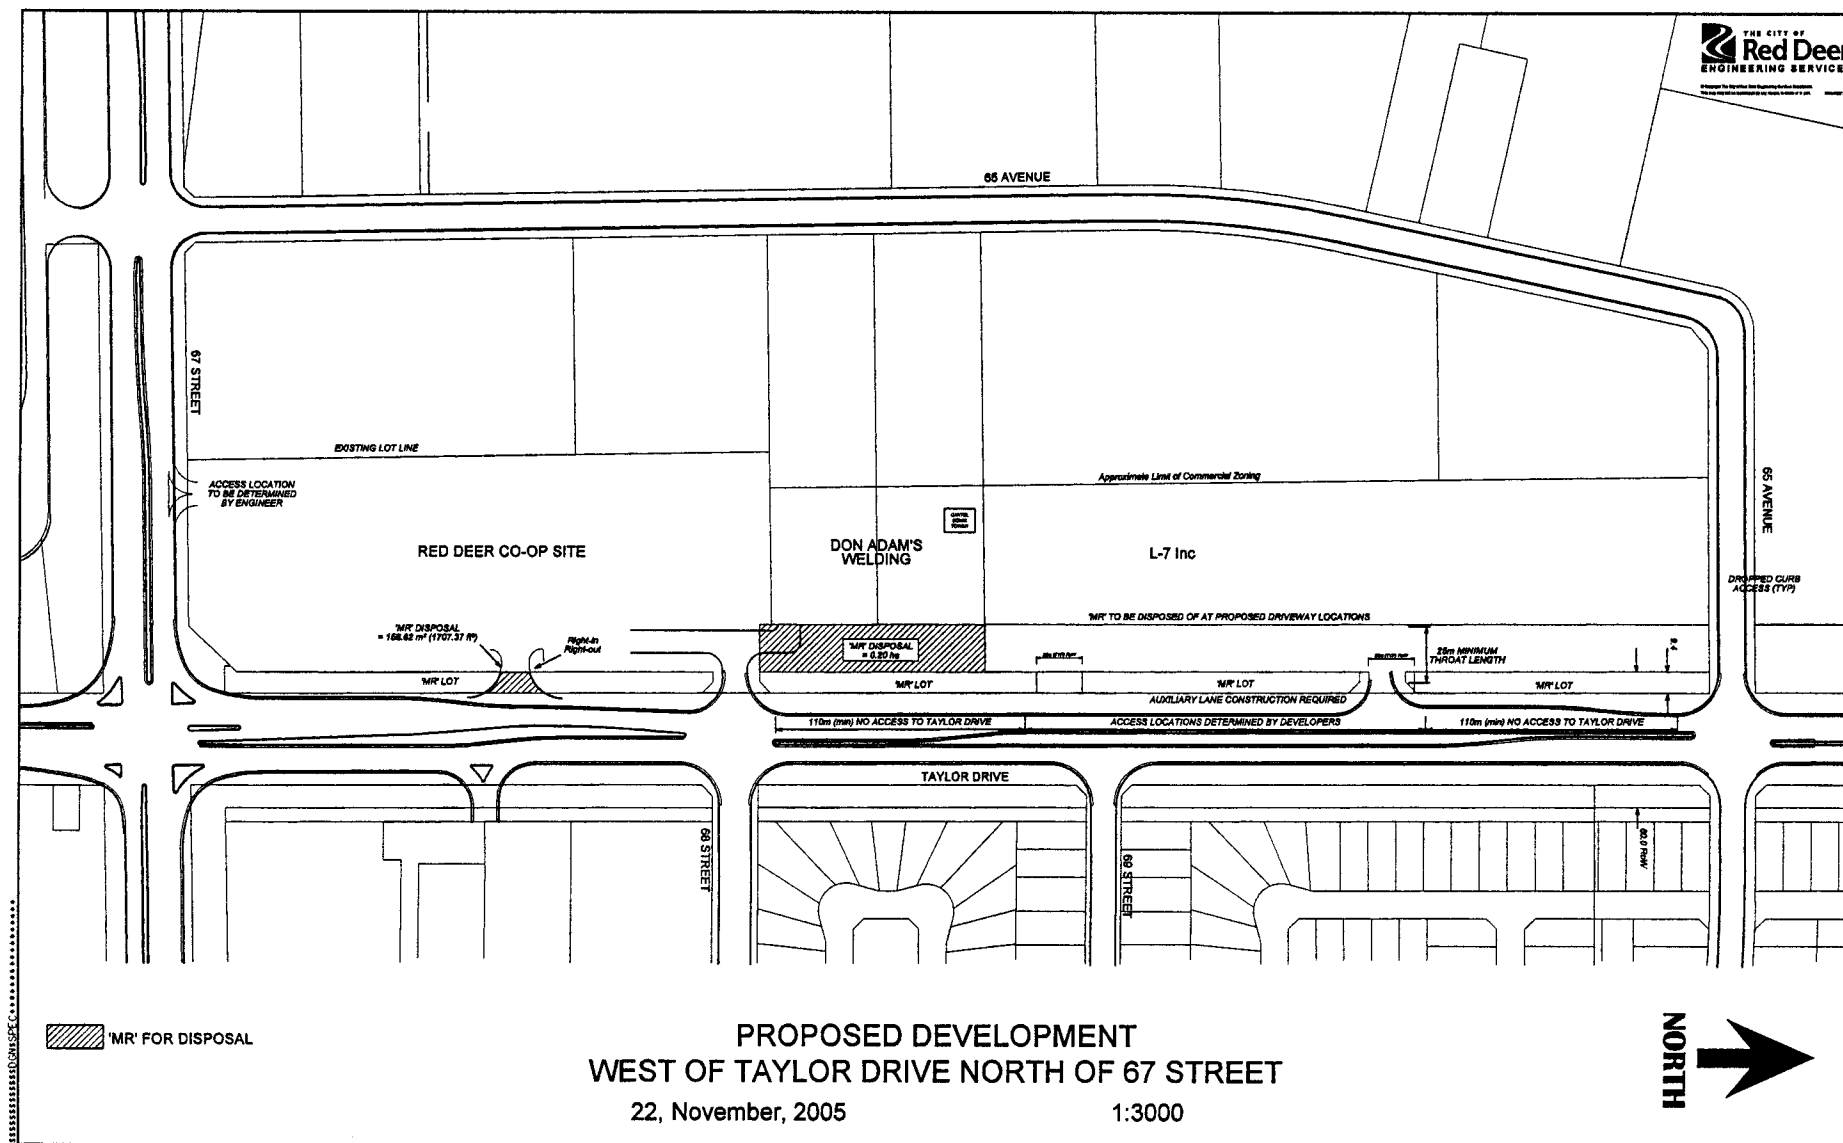 THE CITY OF
Red Deer
ENGINEERING SERVICE
65 AVENUE
67 STREET
EXISTING LOT LINE
ACCESS LOCATION
TO BE DETERMINED
BY ENGINEER
Approximate Limit of Commercial Zoning
65 AVENUE
RED DEER CO-OP SITE
DON ADAM'S
WELDING
L-7 Inc
DROPPED CURB
ACCESS (TYP)
'MR' TO BE DISPOSED OF AT PROPOSED DRIVEWAY LOCATIONS
'MR' DISPOSAL
= 158.62 m² (1707.37 ft²)
Right-in
Right-out
'MR' DISPOSAL
= 0.20 ha
25m MINIMUM
THROAT LENGTH
9.4
'MR' LOT
'MR' LOT
'MR' LOT
'MR' LOT
AUXILIARY LANE CONSTRUCTION REQUIRED
110m (min) NO ACCESS TO TAYLOR DRIVE
ACCESS LOCATIONS DETERMINED BY DEVELOPERS
110m (min) NO ACCESS TO TAYLOR DRIVE
TAYLOR DRIVE
68 STREET
69 STREET
60.0 RoW
'MR' FOR DISPOSAL
PROPOSED DEVELOPMENT
WEST OF TAYLOR DRIVE NORTH OF 67 STREET
22, November, 2005
1:3000
NORTH